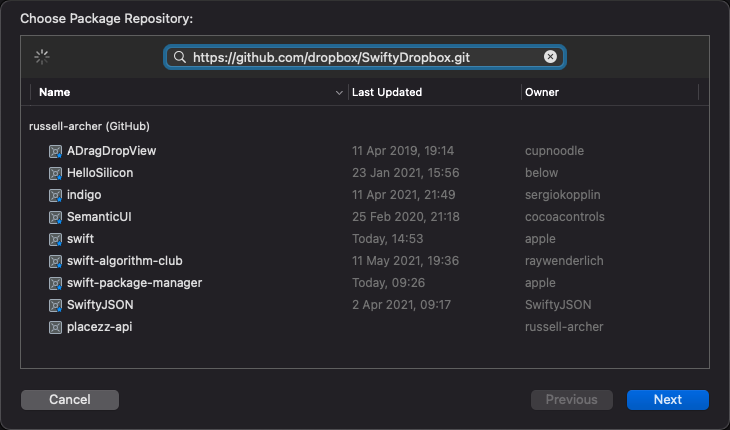 Choose Package Repository:
https://github.com/dropbox/SwiftyDropbox.git
Name Last Updated Owner
russell-archer (GitHub)
ADragDropView 11 Apr 2019, 19:14 cupnoodle
HelloSilicon 23 Jan 2021, 15:56 below
indigo 11 Apr 2021, 21:49 sergiokopplin
SemanticUI 25 Feb 2020, 21:18 cocoacontrols
swift Today, 14:53 apple
swift-algorithm-club 11 May 2021, 19:36 raywenderlich
swift-package-manager Today, 09:26 apple
SwiftyJSON 2 Apr 2021, 09:17 SwiftyJSON
placezz-api russell-archer
Cancel Previous Next